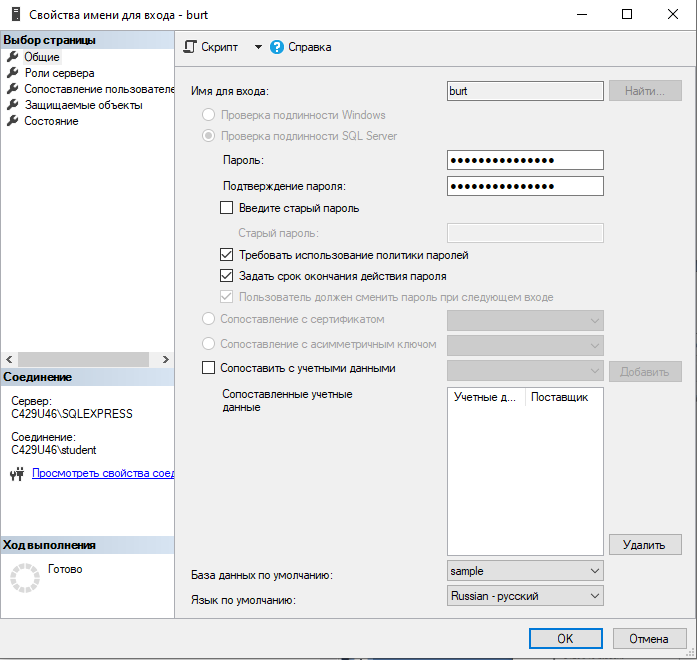 Свойства имени для входа - burt
Выбор страницы
Общие
Роли сервера
Сопоставление пользователе
Защищаемые объекты
Состояние
Соединение
Сервер:
C429U46\SQLEXPRESS
Соединение:
C429U46\student
Просмотреть свойства соед
Ход выполнения
Готово
Скрипт
Справка
Имя для входа:
burt
Найти...
Проверка подлинности Windows
Проверка подлинности SQL Server
Пароль:
●●●●●●●●●●●●●●●
Подтверждение пароля:
●●●●●●●●●●●●●●●
Введите старый пароль
Старый пароль:
Требовать использование политики паролей
Задать срок окончания действия пароля
Пользователь должен сменить пароль при следующем входе
Сопоставление с сертификатом
Сопоставление с асимметричным ключом
Сопоставить с учетными данными
Добавить
Сопоставленные учетные
данные
Учетные д...
Поставщик
Удалить
База данных по умолчанию:
sample
Язык по умолчанию:
Russian - русский
OK
Отмена